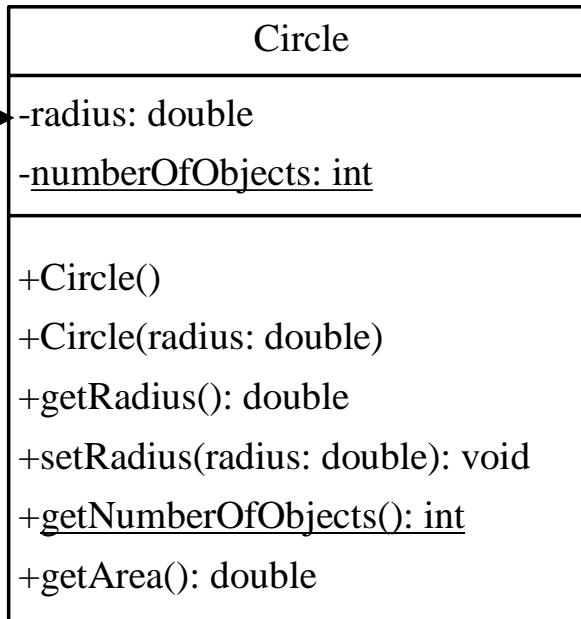 Circle
-radius: double
-numberOfObjects: int
+Circle()
+Circle(radius: double)
+getRadius(): double
+setRadius(radius: double): void
+getNumberOfObjects(): int
+getArea(): double